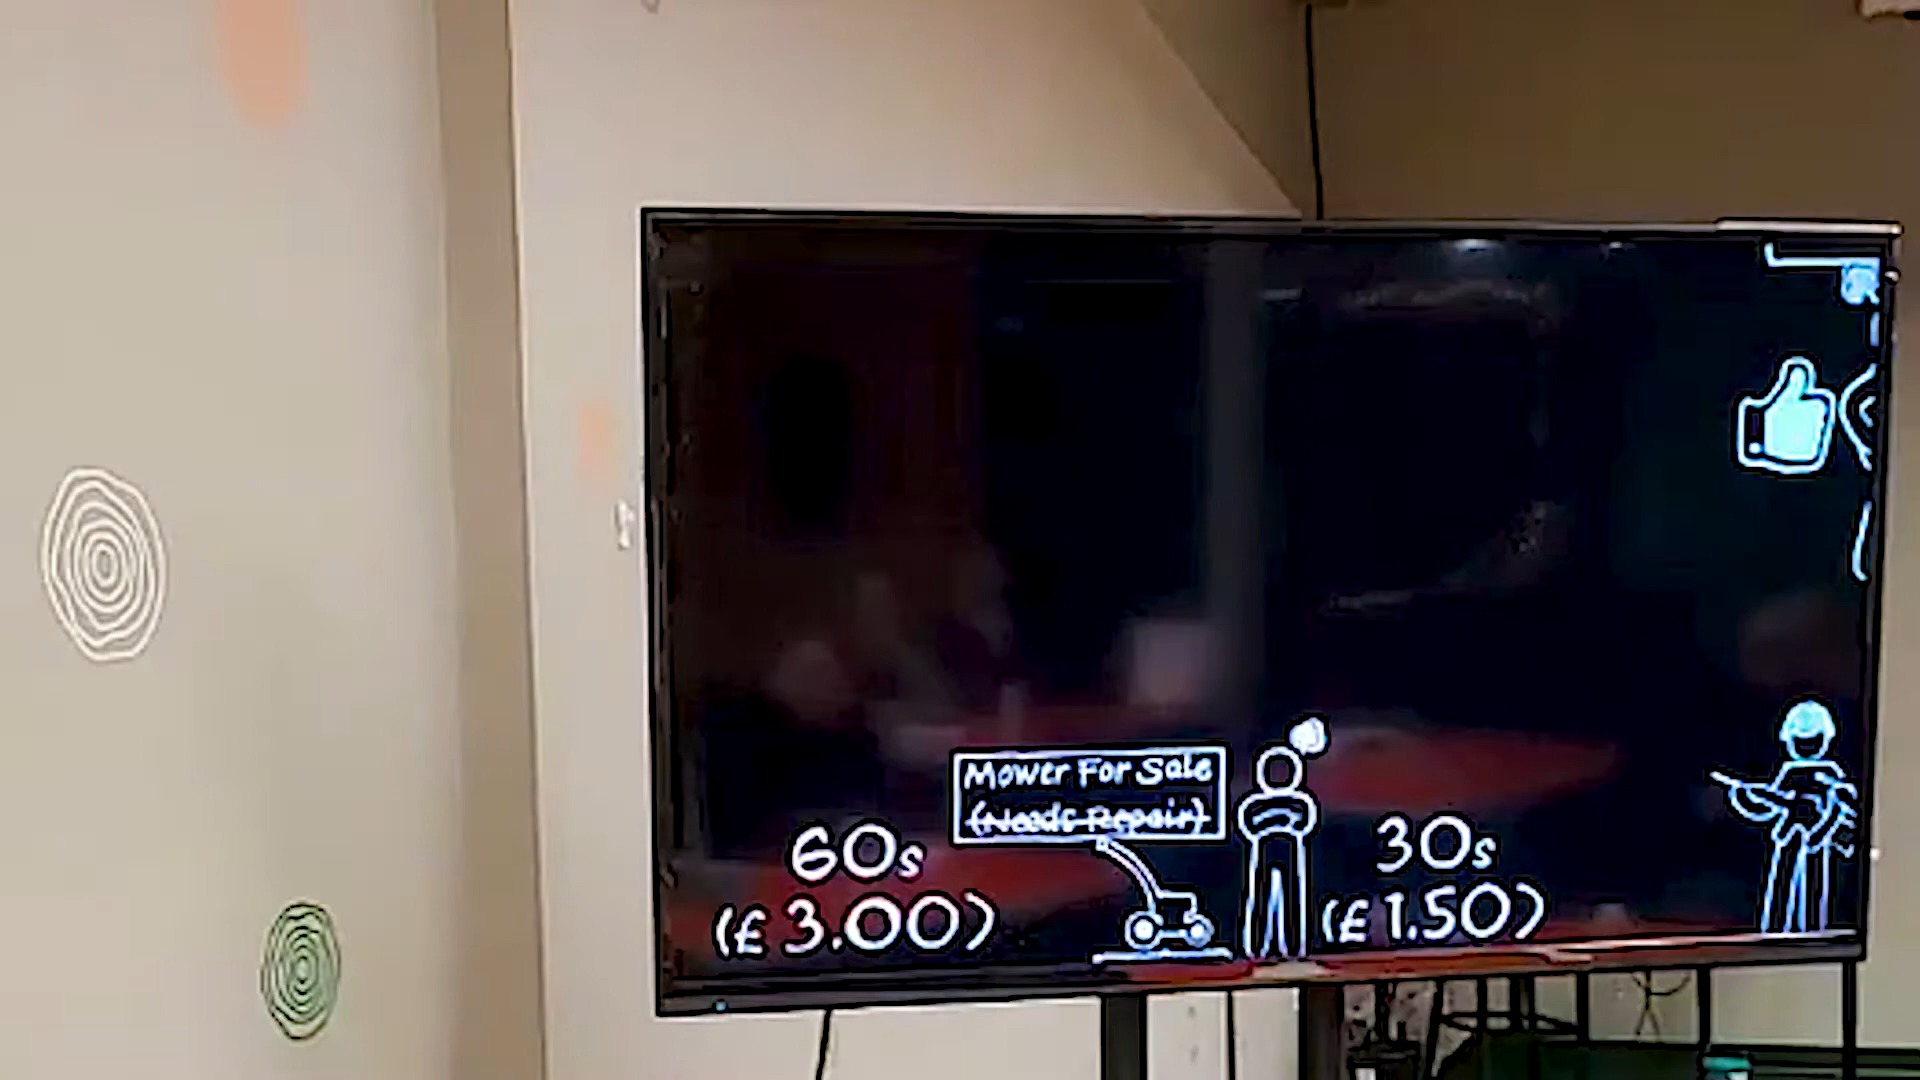 Mower For Sale
(Needs Repair)
60s
(£3.00)
30s
(£1.50)